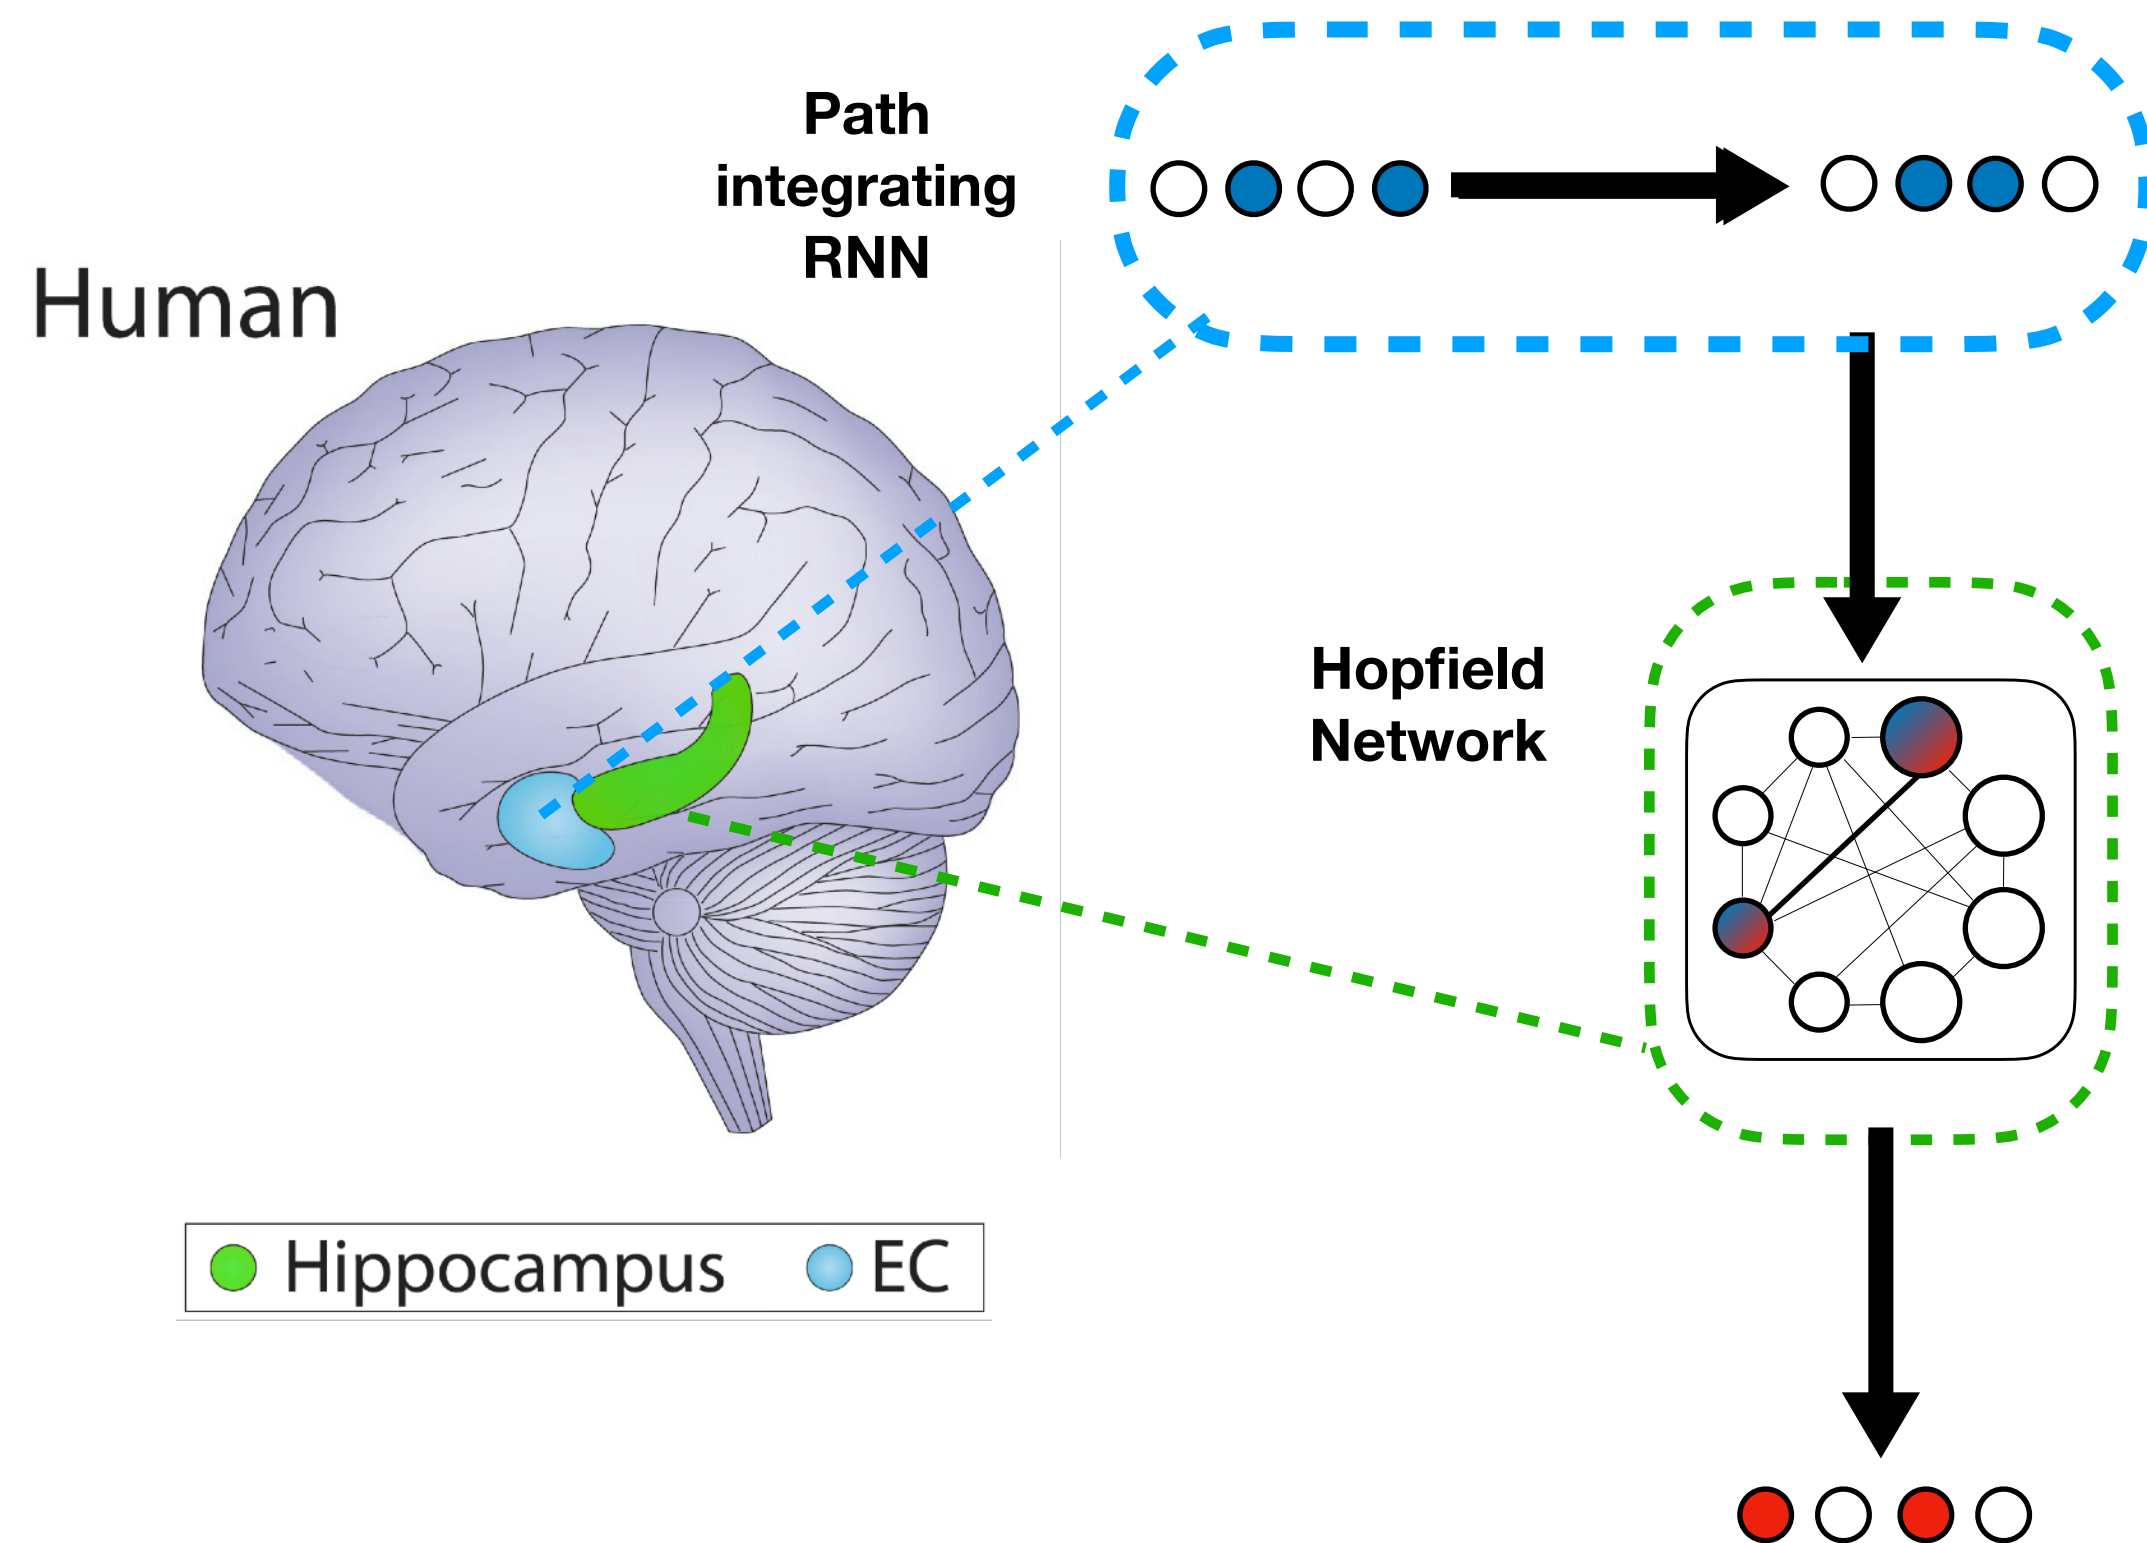 Path
integrating
RNN
Human
Hopfield
Network
Hippocampus
EC